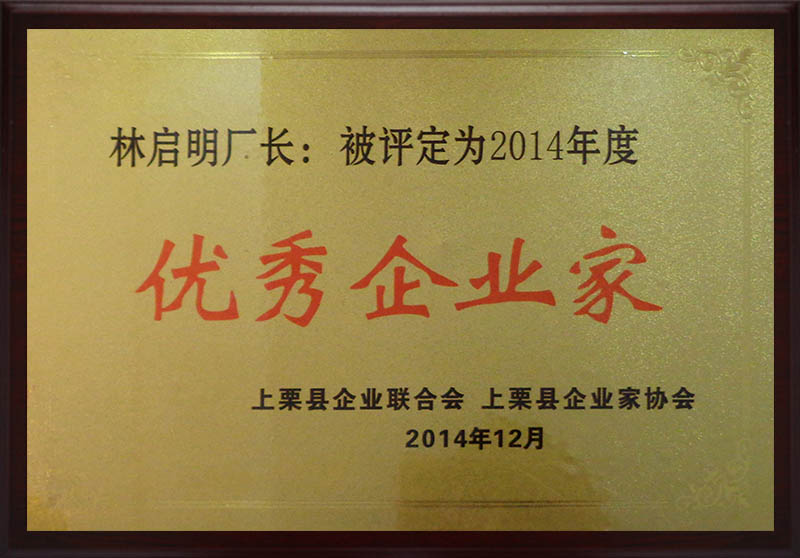 林启明厂长：被评定为2014年度
优秀企业家
上栗县企业联合会 上栗县企业家协会
2014年12月